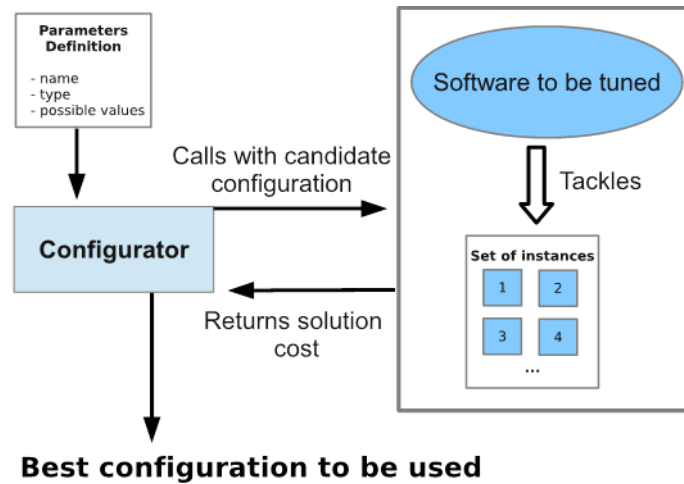 Parameters
Definition
- name
- type
- possible values
Software to be tuned
Calls with candidate
configuration
Tackles
Configurator
Set of instances
1 2
3 4
...
Returns solution
cost
Best configuration to be used